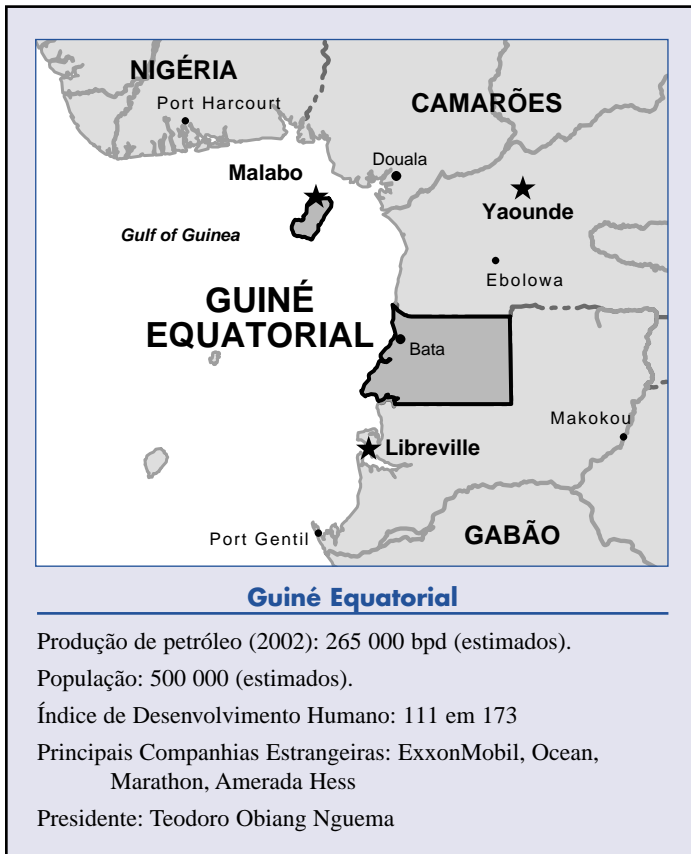 NIGÉRIA
Port Harcourt
CAMARÕES
Douala
Malabo
Yaounde
Gulf of Guinea
Ebolowa
GUINÉ
EQUATORIAL
Bata
Makokou
Libreville
Port Gentil
GABÃO
Guiné Equatorial
Produção de petróleo (2002): 265 000 bpd (estimados).
População: 500 000 (estimados).
Índice de Desenvolvimento Humano: 111 em 173
Principais Companhias Estrangeiras: ExxonMobil, Ocean,
Marathon, Amerada Hess
Presidente: Teodoro Obiang Nguema